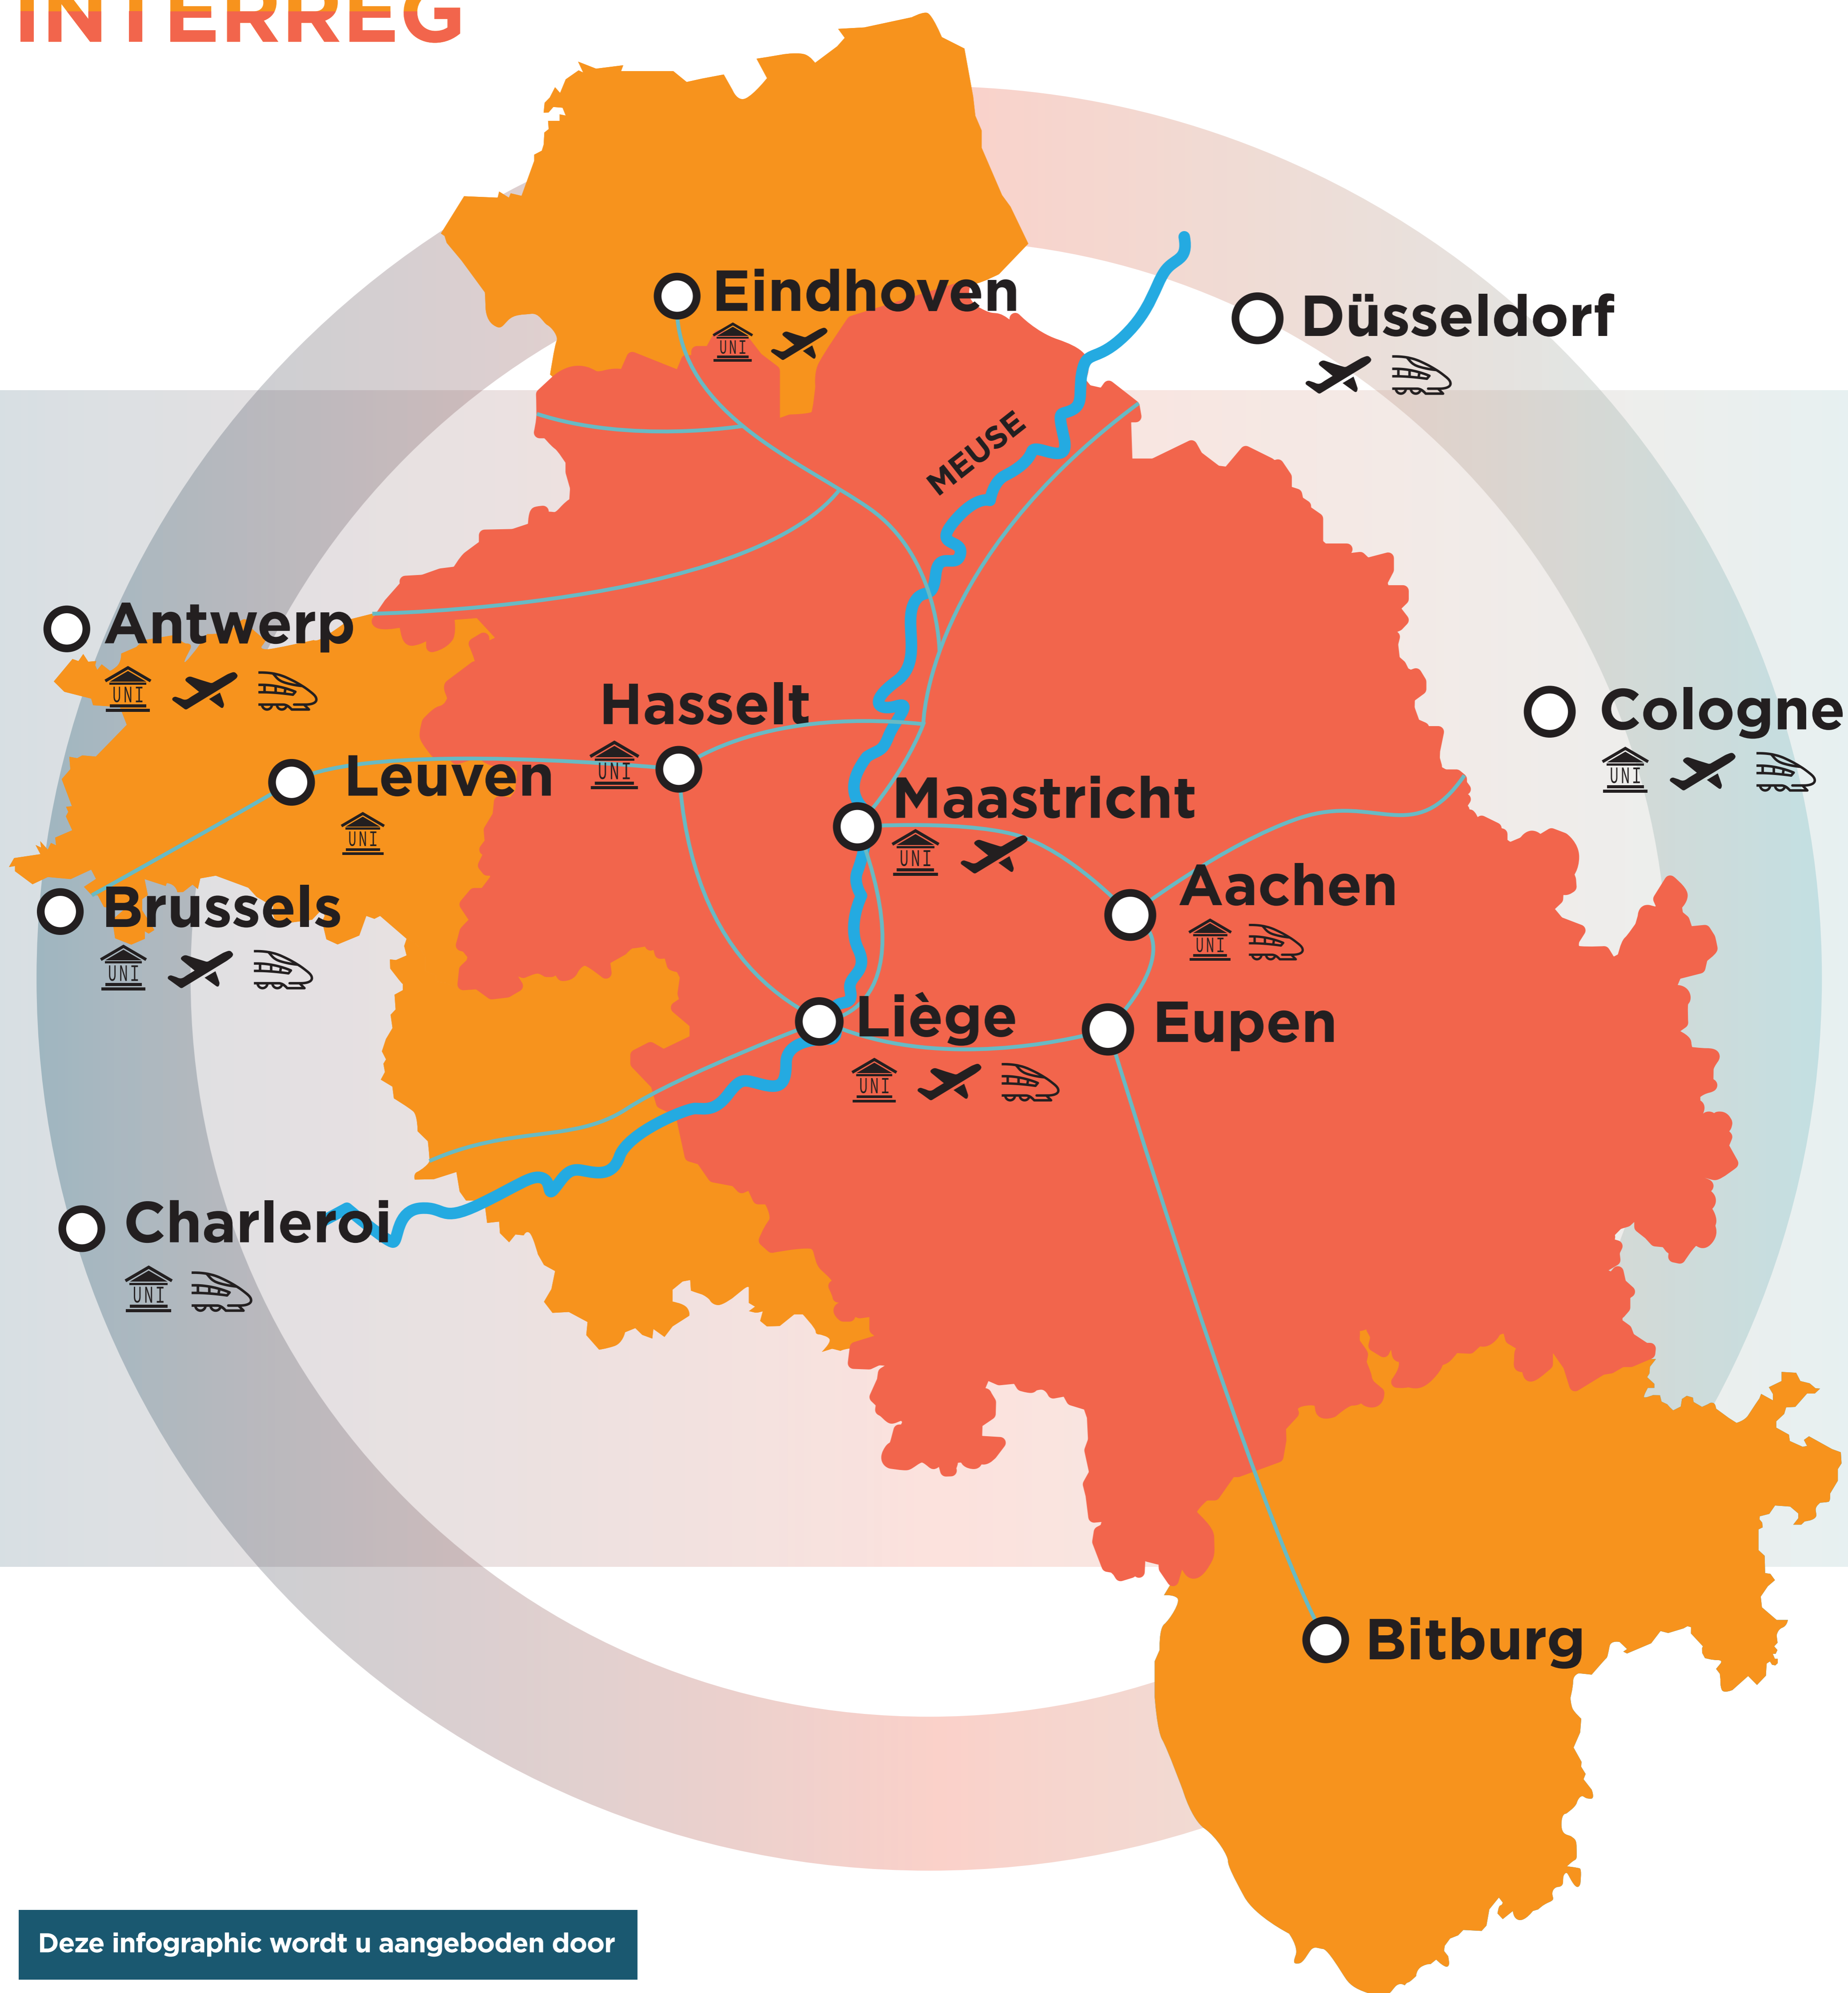 INTERREG
Eindhoven
UNI
Düsseldorf
MEUSE
Antwerp
UNI
Hasselt
UNI
Cologne
UNI
Leuven
UNI
Maastricht
UNI
Aachen
UNI
Brussels
UNI
Liège
UNI
Eupen
Charleroi
UNI
Bitburg
Deze infographic wordt u aangeboden door